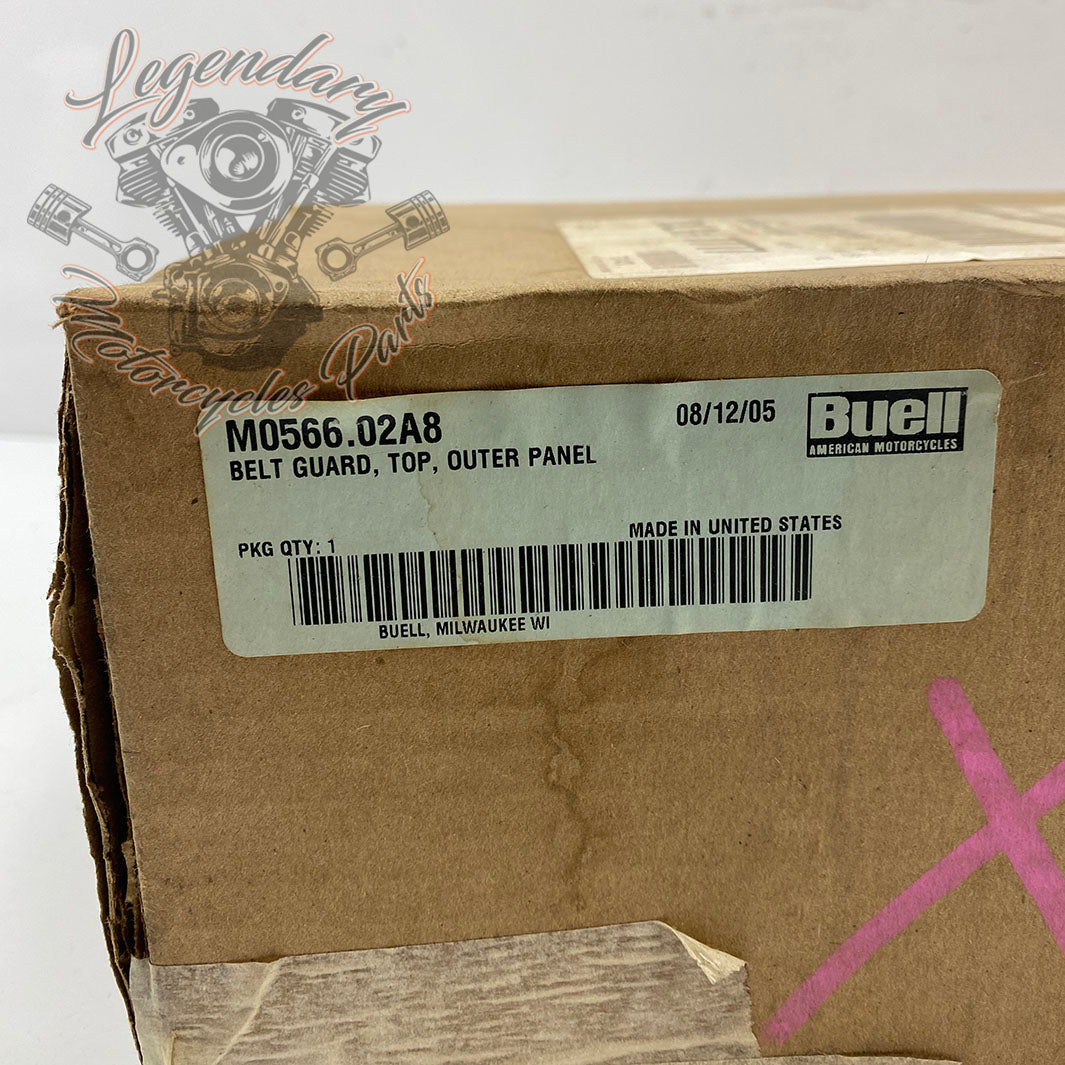 Legendary
Motorcycles Parts
M0566.02A8
08/12/05
Buell
AMERICAN MOTORCYCLES
BELT GUARD, TOP, OUTER PANEL
PKG QTY: 1
MADE IN UNITED STATES
BUELL, MILWAUKEE WI